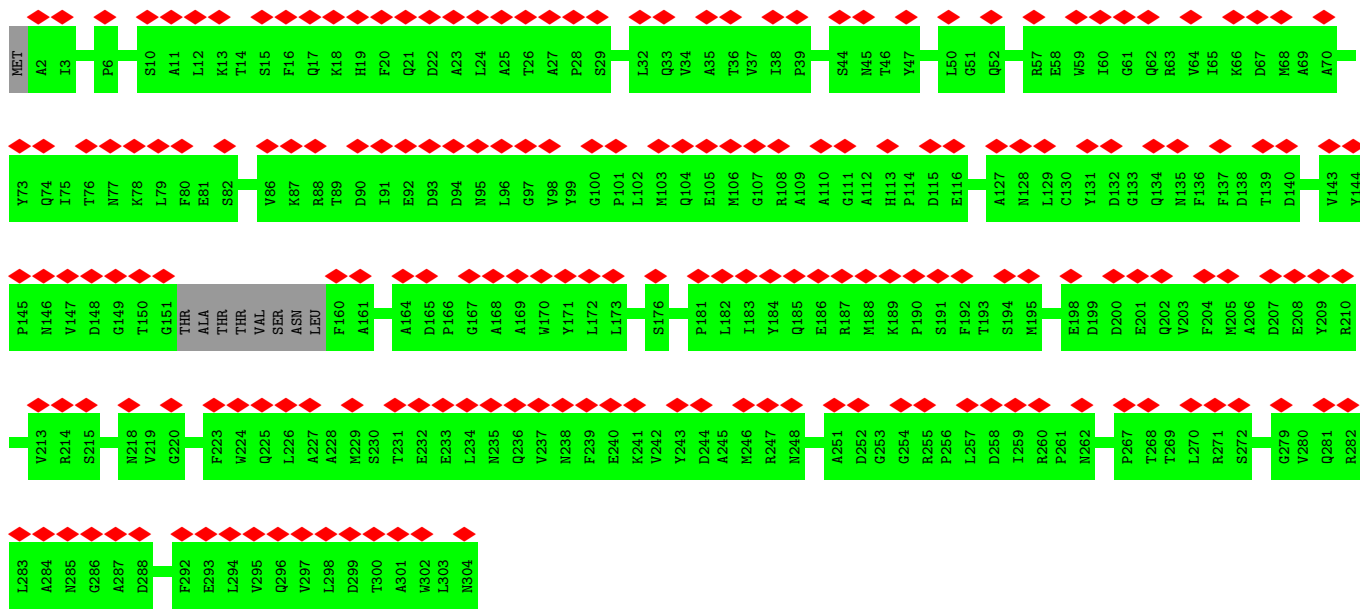 MET A2 I3 P6 S10 A11 L12 K13 T14 S15 F16 Q17 K18 H19 F20 Q21 D22 A23 L24 A25 T26 A27 P28 S29 L32 Q33 V34 A35 T36 V37 I38 P39 S44 N45 T46 Y47 L50 G51 Q52 R57 E58 W59 I60 G61 Q62 R63 V64 I65 K66 D67 M68 A69 A70
Y73 Q74 I75 T76 N77 K78 L79 F80 E81 S82 V86 K87 R88 T89 D90 I91 E92 D93 D94 N95 L96 G97 V98 Y99 G100 P101 L102 M103 Q104 E105 M106 G107 R108 A109 A110 G111 A112 H113 P114 D115 E116 A127 N128 L129 C130 Y131 D132 G133 Q134 N135 F136 F137 D138 T139 D140 V143 Y144
P145 N146 V147 D148 G149 T150 G151 THR ALA THR THR VAL SER ASN LEU F160 A161 A164 D165 P166 G167 A168 A169 W170 Y171 L172 L173 S176 P181 L182 I183 Y184 Q185 E186 R187 M188 K189 P190 S191 F192 T193 S194 M195 E198 D199 D200 E201 Q202 V203 F204 M205 A206 D207 E208 Y209 R210
V213 R214 S215 N218 V219 G220 F223 W224 Q225 L226 A227 A228 M229 S230 T231 E232 E233 L234 N235 Q236 V237 N238 F239 E240 K241 V242 Y243 D244 A245 M246 R247 N248 A251 D252 G253 G254 R255 P256 L257 D258 I259 R260 P261 N262 P267 T268 T269 L270 R271 S272 G279 V280 Q281 R282
L283 A284 N285 G286 A287 D288 F292 E293 L294 V295 Q296 V297 L298 D299 T300 A301 W302 L303 N304